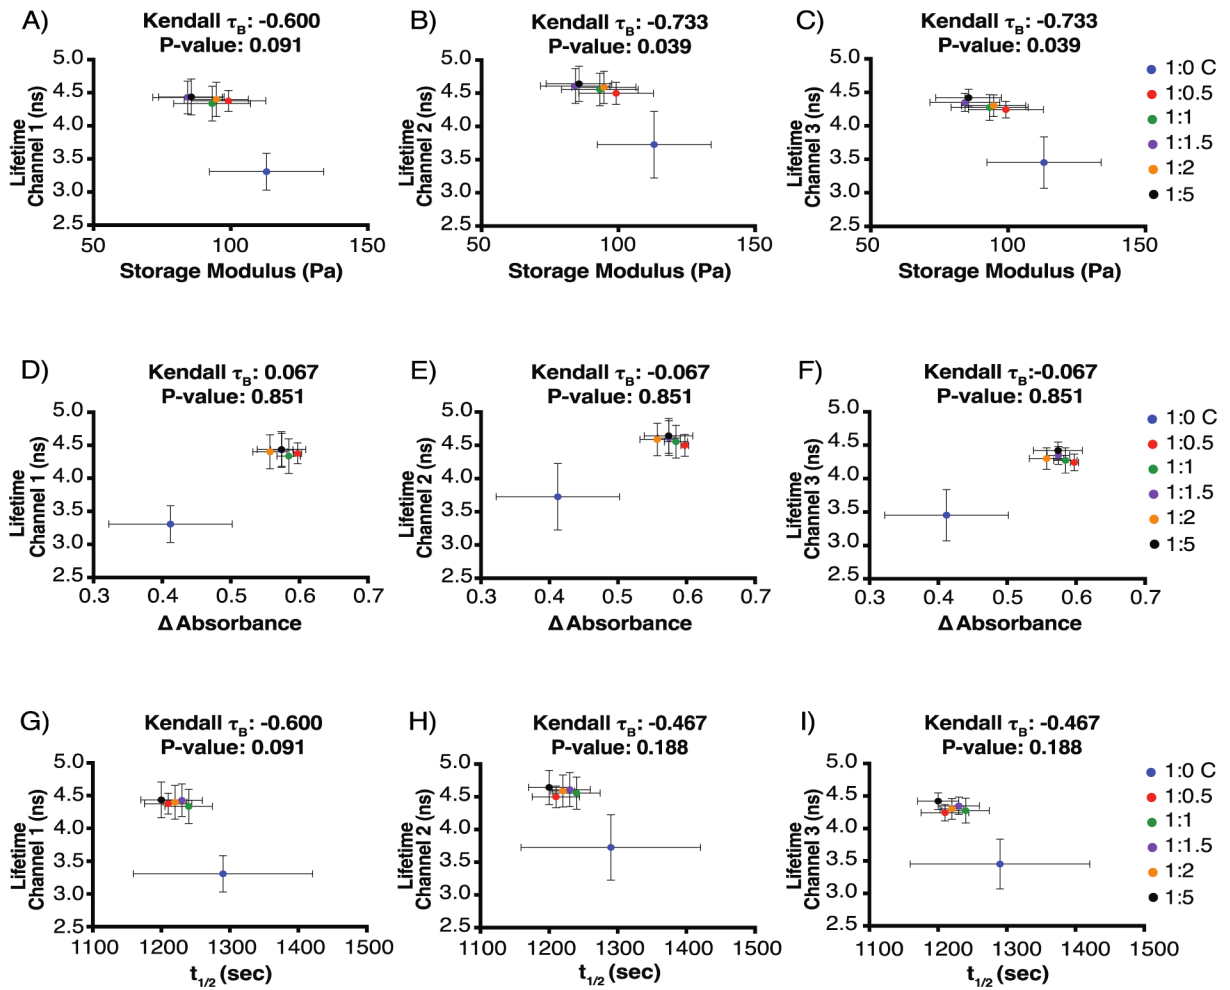 A)
Kendall τB: -0.600
P-value: 0.091
Lifetime
Channel 1 (ns)
5.0
4.5
4.0
3.5
3.0
2.5
50
100
150
Storage Modulus (Pa)
B)
Kendall τB: -0.733
P-value: 0.039
Lifetime
Channel 2 (ns)
5.0
4.5
4.0
3.5
3.0
2.5
50
100
150
Storage Modulus (Pa)
C)
Kendall τB: -0.733
P-value: 0.039
Lifetime
Channel 3 (ns)
5.0
4.5
4.0
3.5
3.0
2.5
50
100
150
Storage Modulus (Pa)
1:0 C
1:0.5
1:1
1:1.5
1:2
1:5
D)
Kendall τB: 0.067
P-value: 0.851
Lifetime
Channel 1 (ns)
5.0
4.5
4.0
3.5
3.0
2.5
0.3
0.4
0.5
0.6
0.7
Δ Absorbance
E)
Kendall τB: -0.067
P-value: 0.851
Lifetime
Channel 2 (ns)
5.0
4.5
4.0
3.5
3.0
2.5
0.3
0.4
0.5
0.6
0.7
Δ Absorbance
F)
Kendall τB:-0.067
P-value: 0.851
Lifetime
Channel 3 (ns)
5.0
4.5
4.0
3.5
3.0
2.5
0.3
0.4
0.5
0.6
0.7
Δ Absorbance
1:0 C
1:0.5
1:1
1:1.5
1:2
1:5
G)
Kendall τB: -0.600
P-value: 0.091
Lifetime
Channel 1 (ns)
5.0
4.5
4.0
3.5
3.0
2.5
1100
1200
1300
1400
1500
t1/2 (sec)
H)
Kendall τB: -0.467
P-value: 0.188
Lifetime
Channel 2 (ns)
5.0
4.5
4.0
3.5
3.0
2.5
1100
1200
1300
1400
1500
t1/2 (sec)
I)
Kendall τB: -0.467
P-value: 0.188
Lifetime
Channel 3 (ns)
5.0
4.5
4.0
3.5
3.0
2.5
1100
1200
1300
1400
1500
t1/2 (sec)
1:0 C
1:0.5
1:1
1:1.5
1:2
1:5